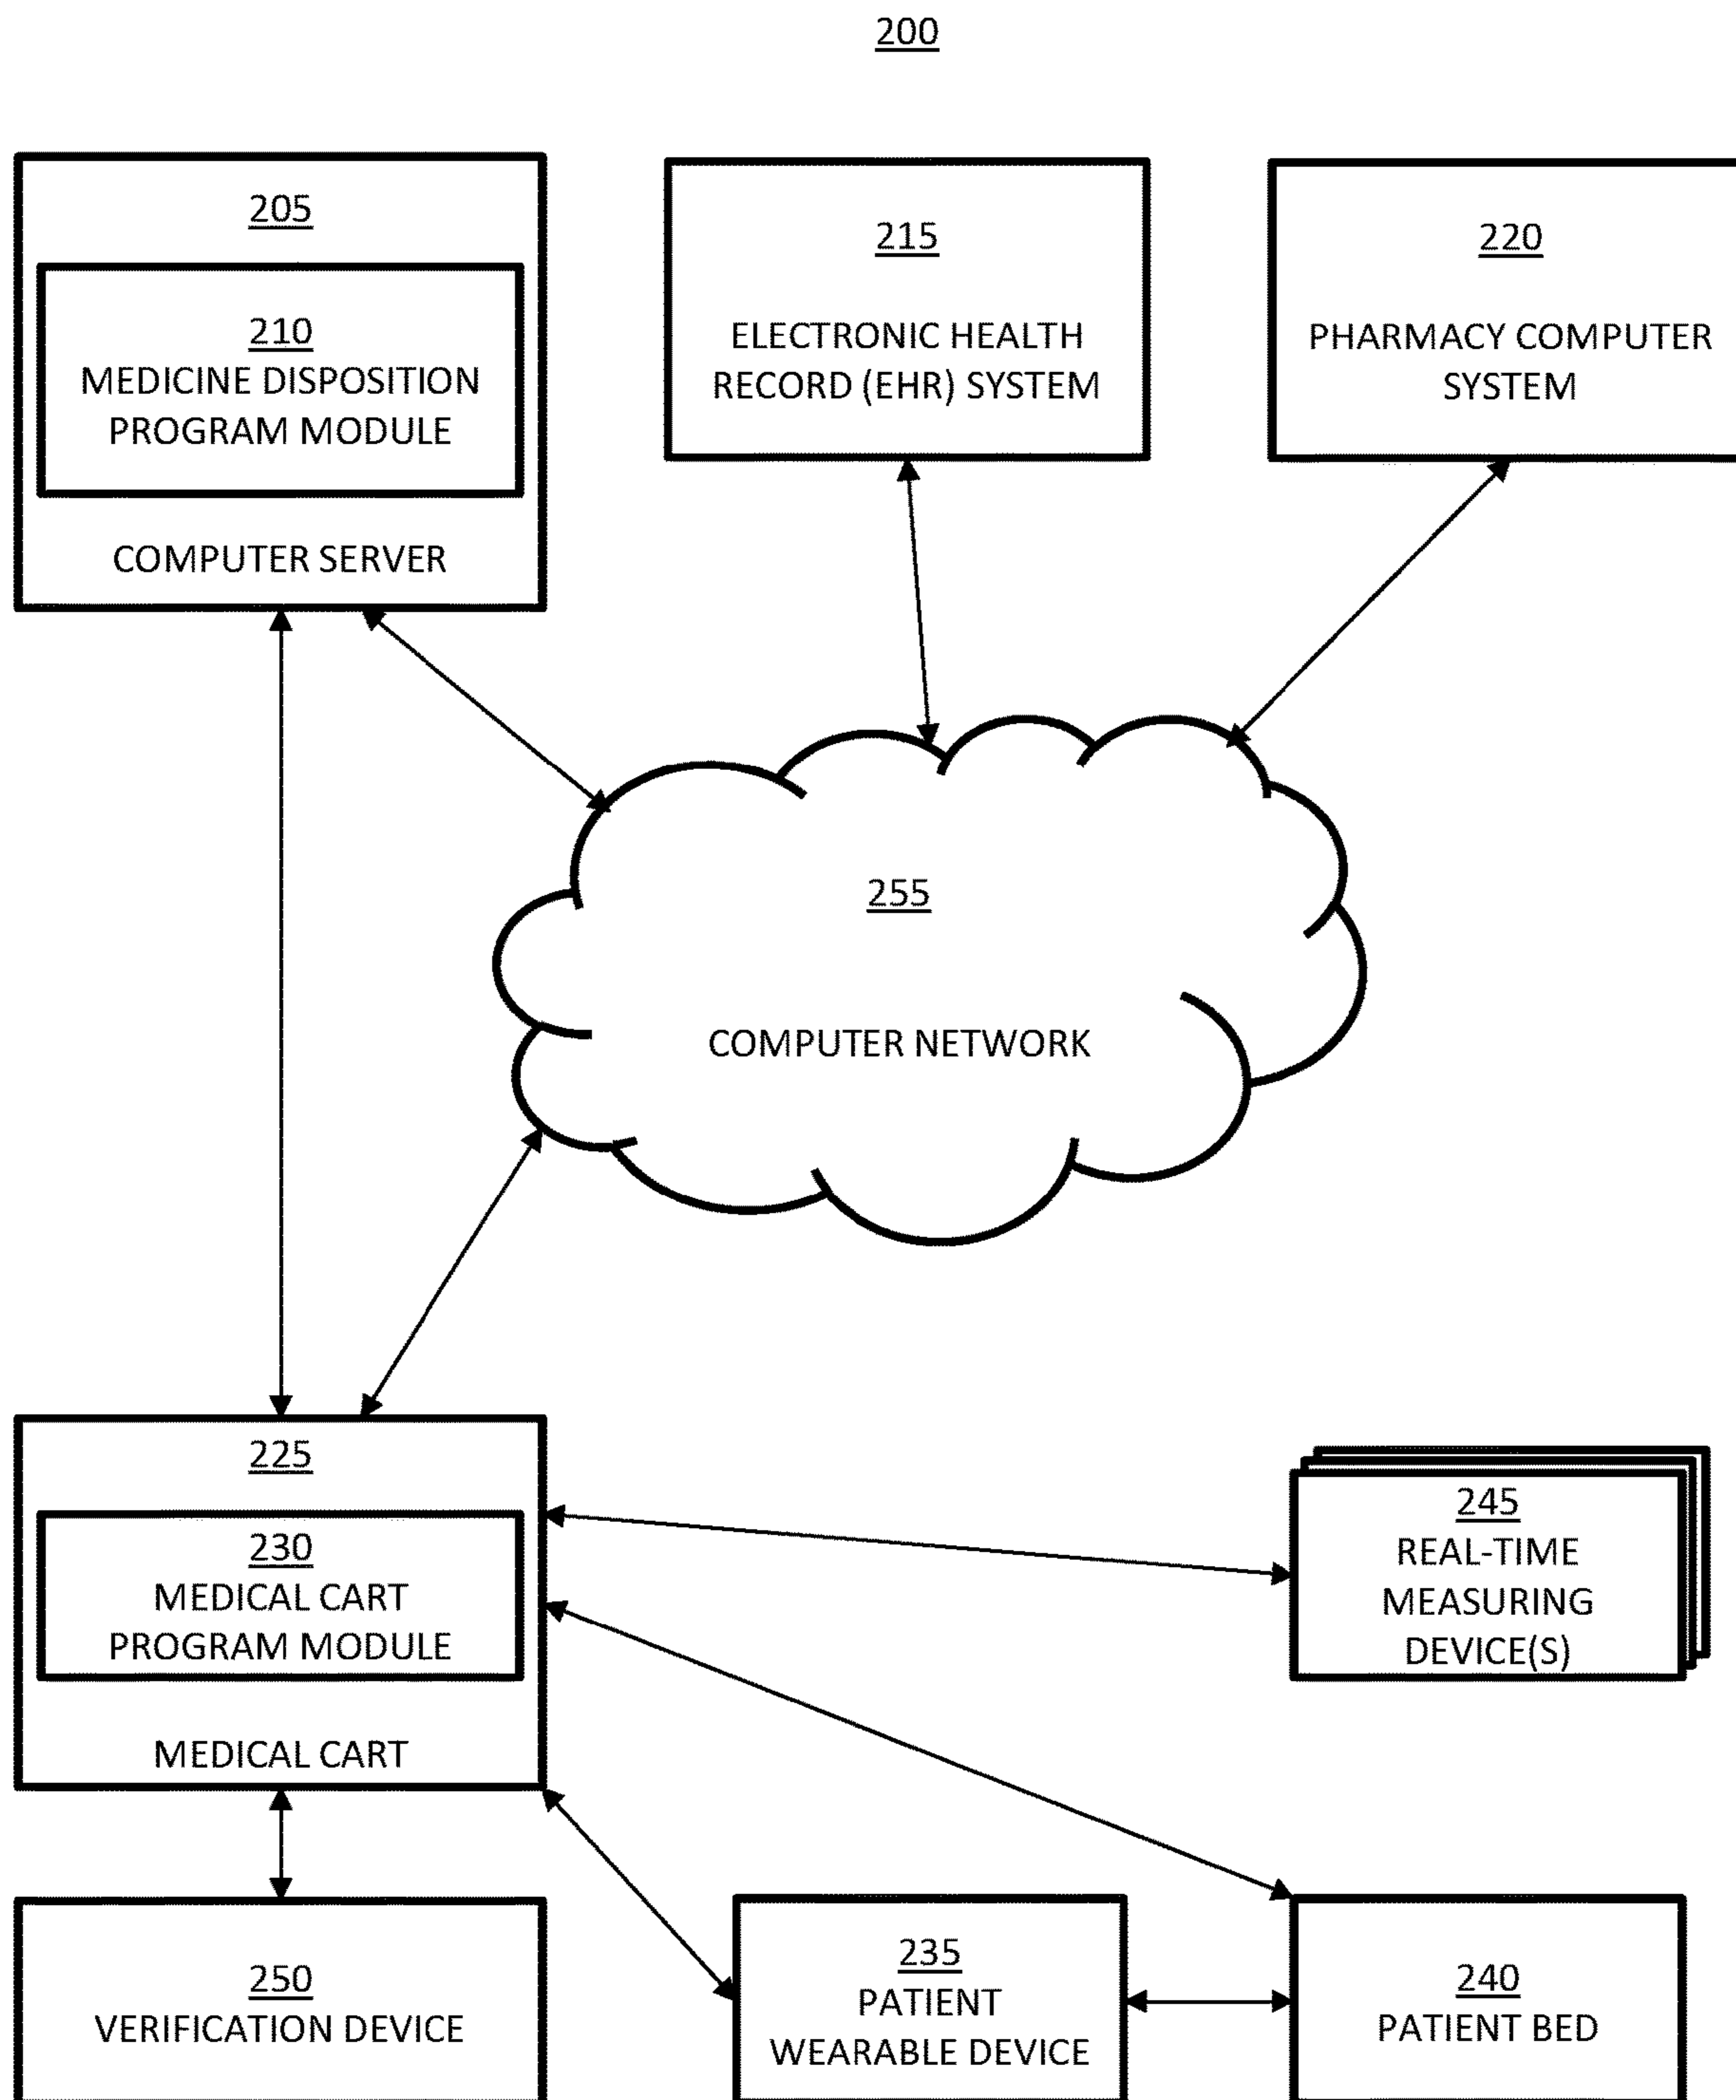 200
205
210
MEDICINE DISPOSITION
PROGRAM MODULE
COMPUTER SERVER
215
ELECTRONIC HEALTH
RECORD (EHR) SYSTEM
220
PHARMACY COMPUTER
SYSTEM
255
COMPUTER NETWORK
225
230
MEDICAL CART
PROGRAM MODULE
MEDICAL CART
245
REAL-TIME
MEASURING
DEVICE(S)
250
VERIFICATION DEVICE
235
PATIENT
WEARABLE DEVICE
240
PATIENT BED